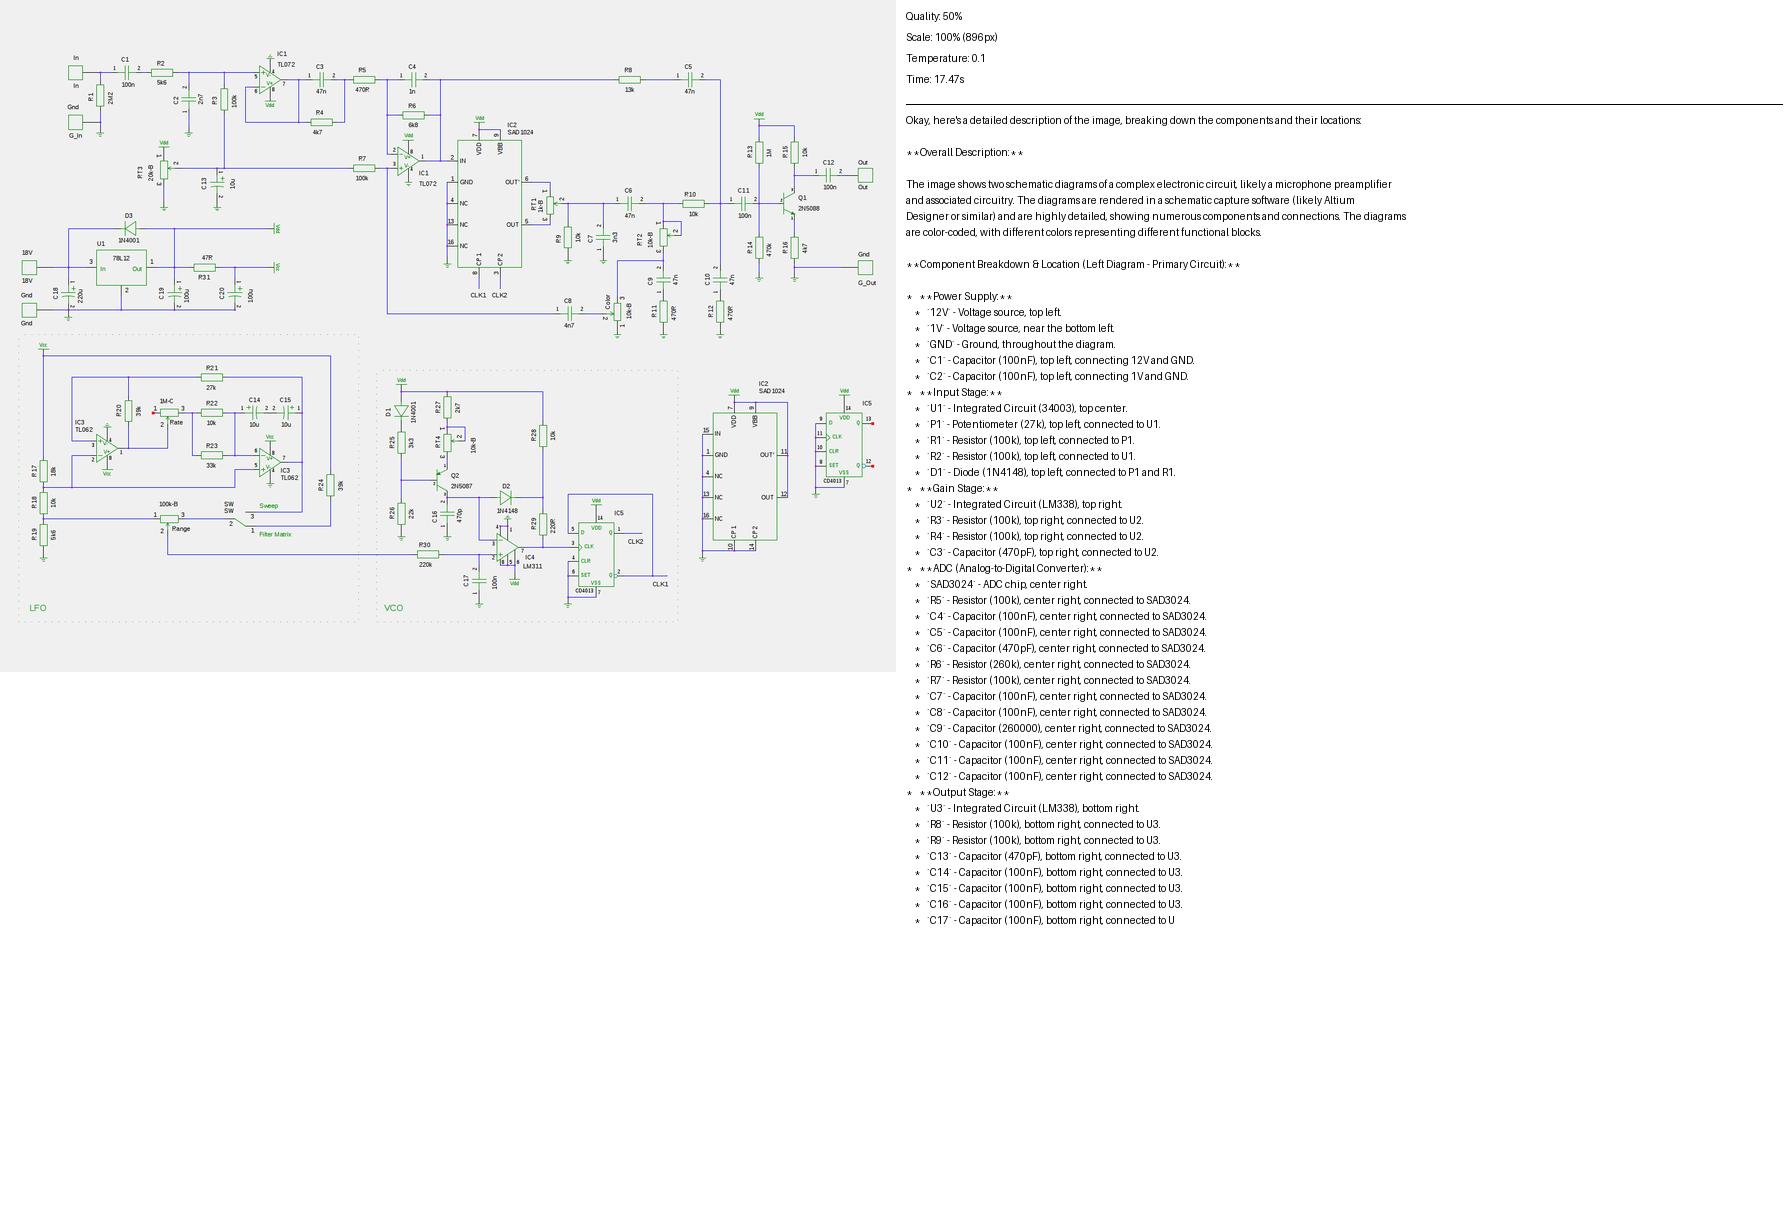 In
In
C1
100n
R2
5k6
R1
2M2
Gnd
G_In
C2
2n7
R3
100k
IC1
TL072
Vdd
C3
47n
R4
4k7
R5
470R
C4
1n
R6
6k8
R7
100k
Vdd
IC1
TL072
RT3
20k-B
C13
10u
IC2
SAD1024
Vdd
VDD
VBB
IN
GND
NC
NC
NC
OUT'
OUT
CP1
CP2
CLK1
CLK2
RT1
1k-B
R8
13k
C5
47n
R9
10k
C7
3n3
C6
47n
RT2
10k-B
R10
10k
C9
47n
R11
470R
C10
47n
R12
470R
C8
4n7
Color
10k-B
C11
100n
Vdd
R13
1M
R14
470k
R15
10k
R16
4k7
Q1
2N5088
C12
100n
Out
Out
Gnd
G_Out
D3
1N4001
U1
78L12
In
Out
18V
18V
Gnd
Gnd
C18
220u
C19
100u
47R
R31
C20
100u
Vdd
Vcc
Vcc
R17
18k
R18
10k
R19
5k6
IC3
TL062
Vcc
R20
39k
R21
27k
1M-C
Rate
R22
10k
R23
33k
C14
10u
C15
10u
Vcc
IC3
TL062
R24
39k
100k-B
Range
SW
SW
Sweep
Filter Matrix
LFO
Vdd
D1
1N4001
R25
3k3
R26
22k
R27
2k7
RT4
10k-B
Q2
2N5087
C16
470p
D2
1N4148
R28
10k
R29
220R
R30
220k
C17
100n
IC4
LM311
Vdd
Vdd
IC5
VDD
D
Q
CLK
CLR
SET
Q
VSS
CD4013
CLK2
CLK1
VCO
IC2
SAD1024
Vdd
VDD
VBB
IN
GND
NC
NC
NC
OUT'
OUT
CP1
CP2
Vdd
IC5
VDD
D
CLK
CLR
SET
Q
VSS
CD4013
Quality: 50%
Scale: 100% (896px)
Temperature: 0.1
Time: 17.47s
Okay, here's a detailed description of the image, breaking down the components and their locations:
**Overall Description:**
The image shows two schematic diagrams of a complex electronic circuit, likely a microphone preamplifier
and associated circuitry. The diagrams are rendered in a schematic capture software (likely Altium
Designer or similar) and are highly detailed, showing numerous components and connections. The diagrams
are color-coded, with different colors representing different functional blocks.
**Component Breakdown & Location (Left Diagram - Primary Circuit):**
* **Power Supply:**
* `12V` - Voltage source, top left.
* `1V` - Voltage source, near the bottom left.
* `GND` - Ground, throughout the diagram.
* `C1` - Capacitor (100nF), top left, connecting 12V and GND.
* `C2` - Capacitor (100nF), top left, connecting 1V and GND.
* **Input Stage:**
* `U1` - Integrated Circuit (34003), top center.
* `P1` - Potentiometer (27k), top left, connected to U1.
* `R1` - Resistor (100k), top left, connected to P1.
* `R2` - Resistor (100k), top left, connected to U1.
* `D1` - Diode (1N4148), top left, connected to P1 and R1.
* **Gain Stage:**
* `U2` - Integrated Circuit (LM338), top right.
* `R3` - Resistor (100k), top right, connected to U2.
* `R4` - Resistor (100k), top right, connected to U2.
* `C3` - Capacitor (470pF), top right, connected to U2.
* **ADC (Analog-to-Digital Converter):**
* `SAD3024` - ADC chip, center right.
* `R5` - Resistor (100k), center right, connected to SAD3024.
* `C4` - Capacitor (100nF), center right, connected to SAD3024.
* `C5` - Capacitor (100nF), center right, connected to SAD3024.
* `C6` - Capacitor (470pF), center right, connected to SAD3024.
* `R6` - Resistor (260k), center right, connected to SAD3024.
* `R7` - Resistor (100k), center right, connected to SAD3024.
* `C7` - Capacitor (100nF), center right, connected to SAD3024.
* `C8` - Capacitor (100nF), center right, connected to SAD3024.
* `C9` - Capacitor (260000), center right, connected to SAD3024.
* `C10` - Capacitor (100nF), center right, connected to SAD3024.
* `C11` - Capacitor (100nF), center right, connected to SAD3024.
* `C12` - Capacitor (100nF), center right, connected to SAD3024.
* **Output Stage:**
* `U3` - Integrated Circuit (LM338), bottom right.
* `R8` - Resistor (100k), bottom right, connected to U3.
* `R9` - Resistor (100k), bottom right, connected to U3.
* `C13` - Capacitor (470pF), bottom right, connected to U3.
* `C14` - Capacitor (100nF), bottom right, connected to U3.
* `C15` - Capacitor (100nF), bottom right, connected to U3.
* `C16` - Capacitor (100nF), bottom right, connected to U3.
* `C17` - Capacitor (100nF), bottom right, connected to U